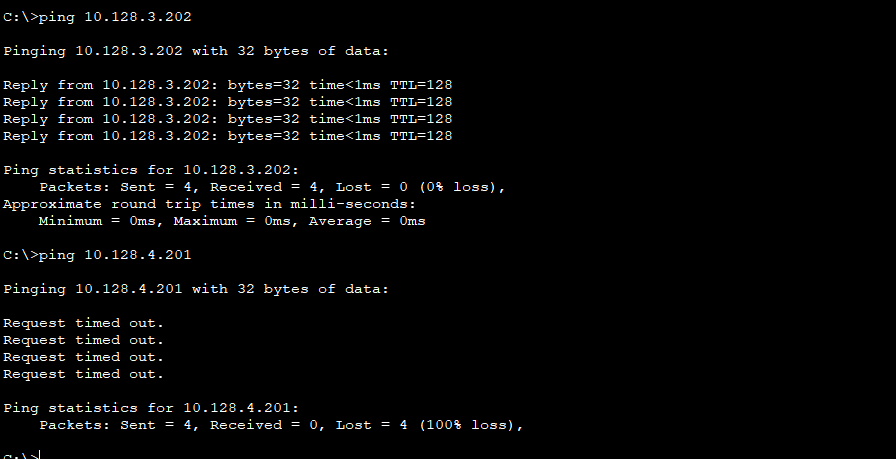 C:\>ping 10.128.3.202
Pinging 10.128.3.202 with 32 bytes of data:
Reply from 10.128.3.202: bytes=32 time<1ms TTL=128
Reply from 10.128.3.202: bytes=32 time<1ms TTL=128
Reply from 10.128.3.202: bytes=32 time<1ms TTL=128
Reply from 10.128.3.202: bytes=32 time<1ms TTL=128
Ping statistics for 10.128.3.202:
    Packets: Sent = 4, Received = 4, Lost = 0 (0% loss),
Approximate round trip times in milli-seconds:
    Minimum = 0ms, Maximum = 0ms, Average = 0ms
C:\>ping 10.128.4.201
Pinging 10.128.4.201 with 32 bytes of data:
Request timed out.
Request timed out.
Request timed out.
Request timed out.
Ping statistics for 10.128.4.201:
    Packets: Sent = 4, Received = 0, Lost = 4 (100% loss),
C:\>